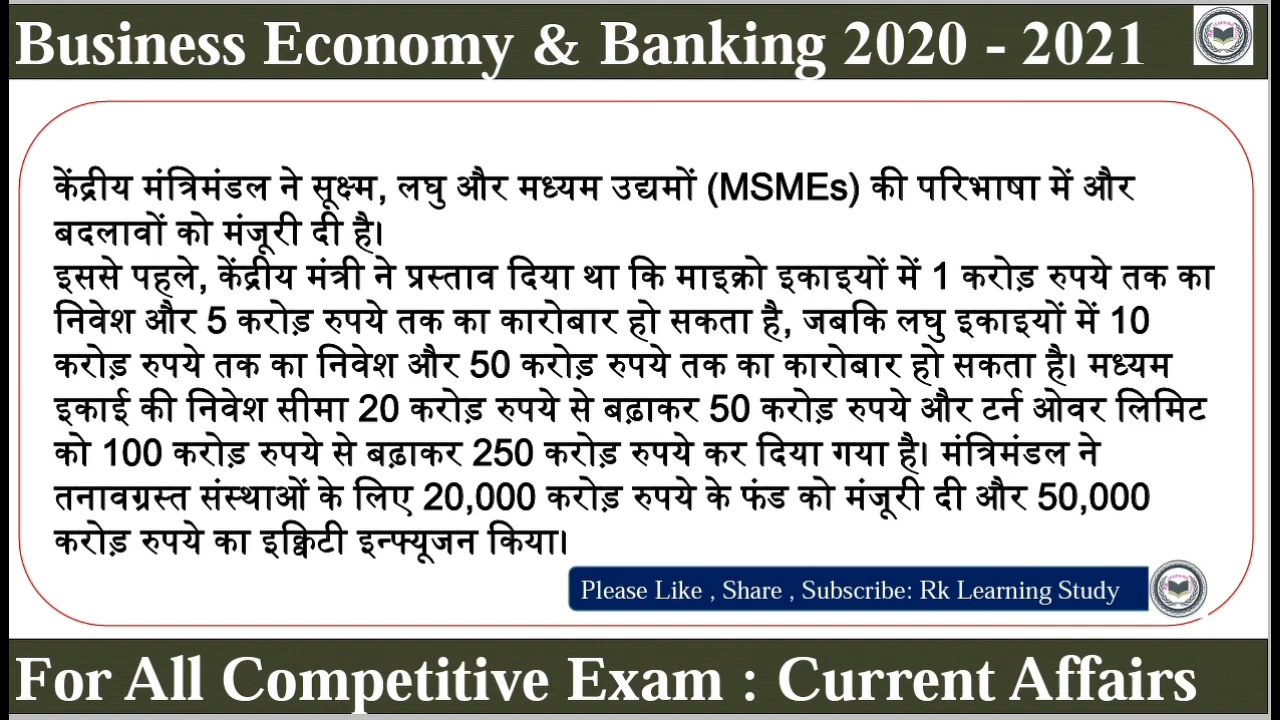 Business Economy & Banking 2020 - 2021
केंद्रीय मंत्रिमंडल ने सूक्ष्म, लघु और मध्यम उद्यमों (MSMEs) की परिभाषा में और
बदलावों को मंजूरी दी है।
इससे पहले, केंद्रीय मंत्री ने प्रस्ताव दिया था कि माइक्रो इकाइयों में 1 करोड़ रुपये तक का
निवेश और 5 करोड़ रुपये तक का कारोबार हो सकता है, जबकि लघु इकाइयों में 10
करोड़ रुपये तक का निवेश और 50 करोड़ रुपये तक का कारोबार हो सकता है। मध्यम
इकाई की निवेश सीमा 20 करोड़ रुपये से बढ़ाकर 50 करोड़ रुपये और टर्न ओवर लिमिट
को 100 करोड़ रुपये से बढ़ाकर 250 करोड़ रुपये कर दिया गया है। मंत्रिमंडल ने
तनावग्रस्त संस्थाओं के लिए 20,000 करोड़ रुपये के फंड को मंजूरी दी और 50,000
करोड़ रुपये का इक्विटी इन्फ्यूजन किया।
Please Like , Share , Subscribe: Rk Learning Study
For All Competitive Exam : Current Affairs